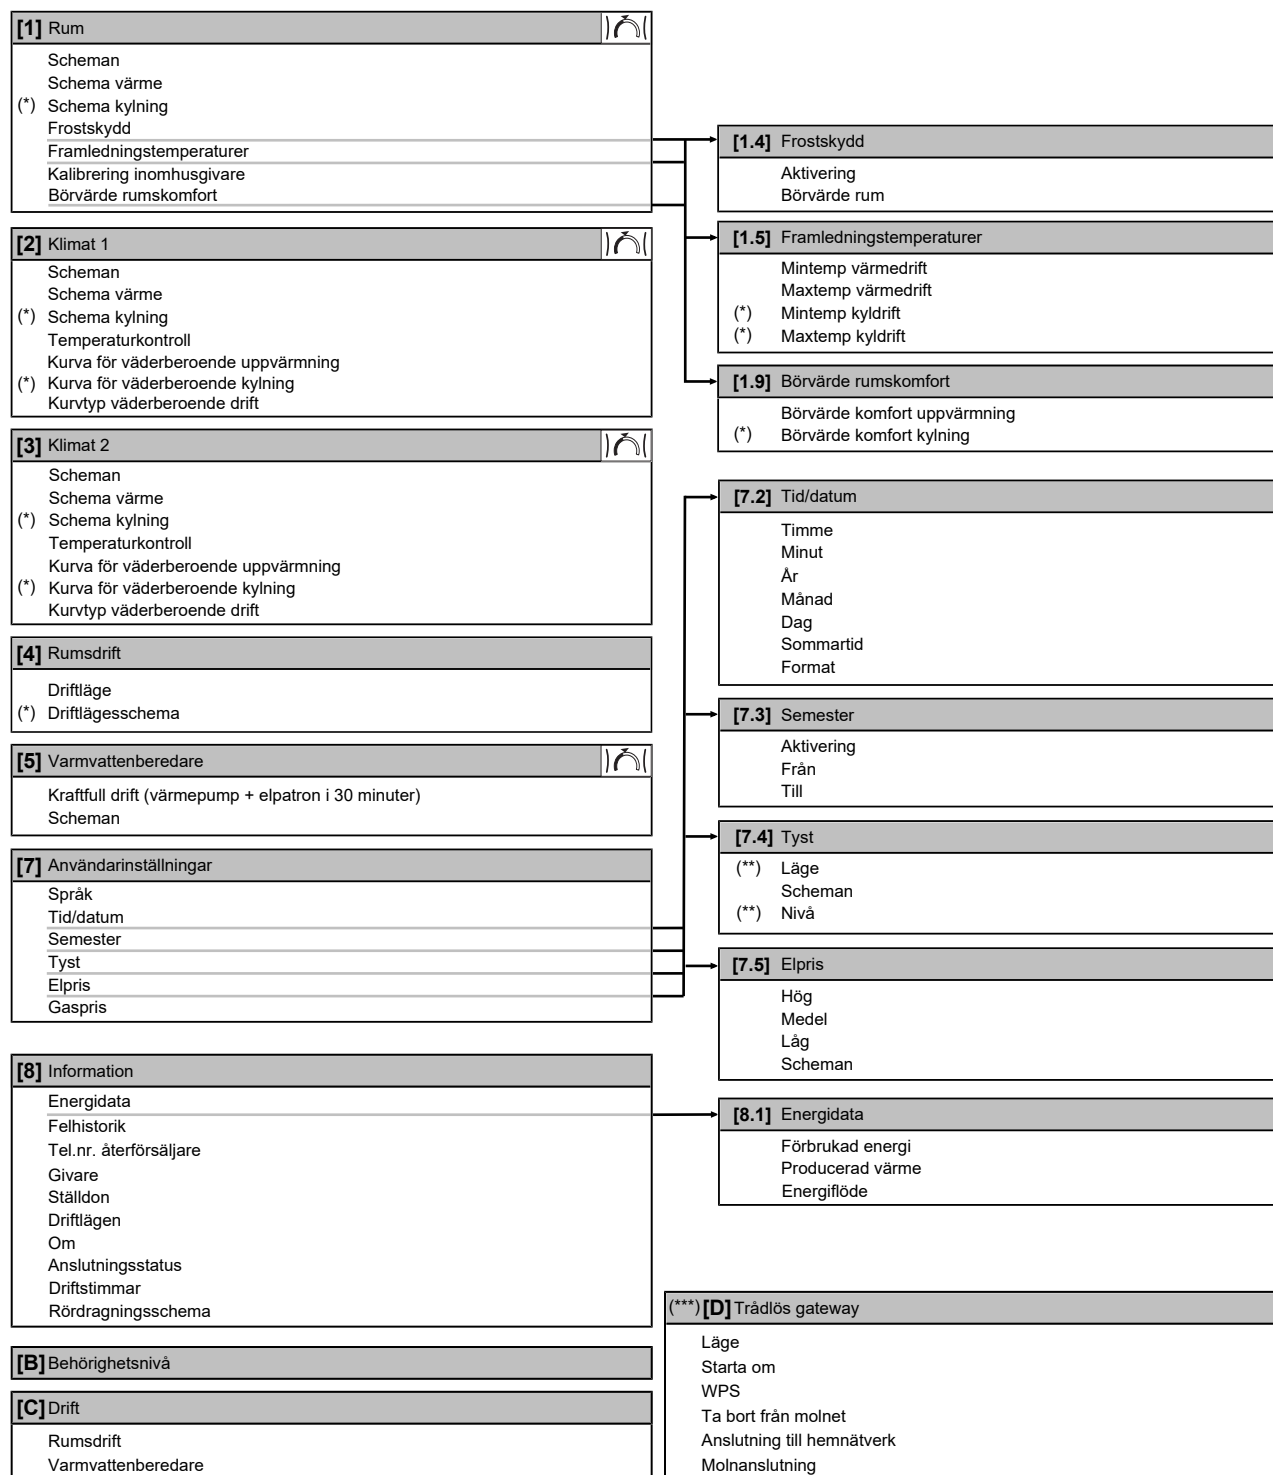 [1] Rum
Scheman
Schema värme
(*) Schema kylning
Frostskydd
Framledningstemperaturer
Kalibrering inomhusgivare
Börvärde rumskomfort
[2] Klimat 1
Scheman
Schema värme
(*) Schema kylning
Temperaturkontroll
Kurva för väderberoende uppvärmning
(*) Kurva för väderberoende kylning
Kurvtyp väderberoende drift
[3] Klimat 2
Scheman
Schema värme
(*) Schema kylning
Temperaturkontroll
Kurva för väderberoende uppvärmning
(*) Kurva för väderberoende kylning
Kurvtyp väderberoende drift
[4] Rumsdrift
Driftläge
(*) Driftlägesschema
[5] Varmvattenberedare
Kraftfull drift (värmepump + elpatron i 30 minuter)
Scheman
[7] Användarinställningar
Språk
Tid/datum
Semester
Tyst
Elpris
Gaspris
[8] Information
Energidata
Felhistorik
Tel.nr. återförsäljare
Givare
Ställdon
Driftlägen
Om
Anslutningsstatus
Driftstimmar
Rördragningsschema
[B] Behörighetsnivå
[C] Drift
Rumsdrift
Varmvattenberedare
[1.4] Frostskydd
Aktivering
Börvärde rum
[1.5] Framledningstemperaturer
Mintemp värmedrift
Maxtemp värmedrift
(*) Mintemp kyldrift
(*) Maxtemp kyldrift
[1.9] Börvärde rumskomfort
Börvärde komfort uppvärmning
(*) Börvärde komfort kylning
[7.2] Tid/datum
Timme
Minut
År
Månad
Dag
Sommartid
Format
[7.3] Semester
Aktivering
Från
Till
[7.4] Tyst
(**) Läge
Scheman
(**) Nivå
[7.5] Elpris
Hög
Medel
Låg
Scheman
[8.1] Energidata
Förbrukad energi
Producerad värme
Energiflöde
(***) [D] Trådlös gateway
Läge
Starta om
WPS
Ta bort från molnet
Anslutning till hemnätverk
Molnanslutning